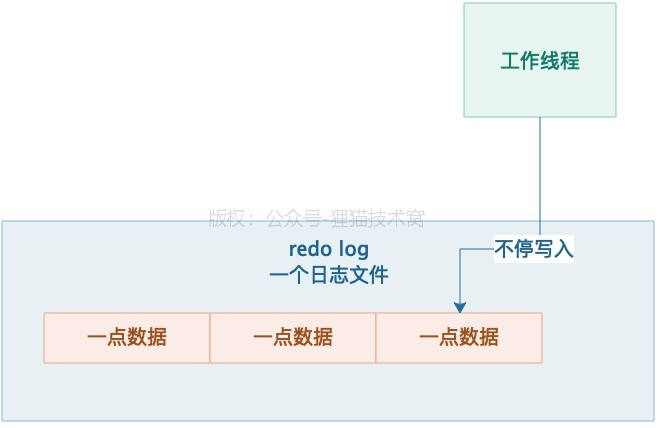 工作线程
版权：公众号-狸猫技术窝
redo log
一个日志文件
不停写入
一点数据
一点数据
一点数据